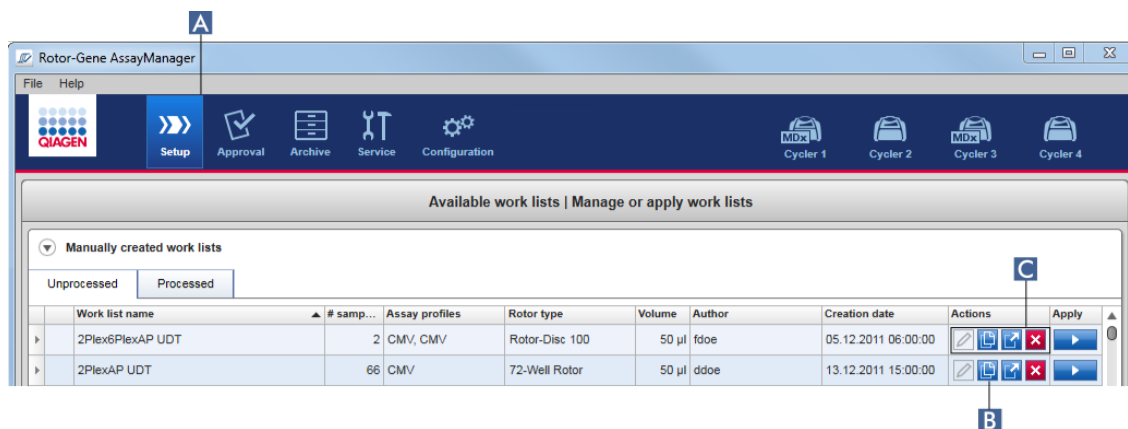 A
Rotor-Gene AssayManager
File Help
QIAGEN
Setup Approval Archive Service Configuration MDx Cycler 1 Cycler 2 MDx Cycler 3 Cycler 4
Available work lists | Manage or apply work lists
Manually created work lists
C
Unprocessed Processed
Work list name # samp... Assay profiles Rotor type Volume Author Creation date Actions Apply
2Plex6PlexAP UDT 2 CMV, CMV Rotor-Disc 100 50 µl fdoe 05.12.2011 06:00:00
2PlexAP UDT 66 CMV 72-Well Rotor 50 µl ddoe 13.12.2011 15:00:00
B